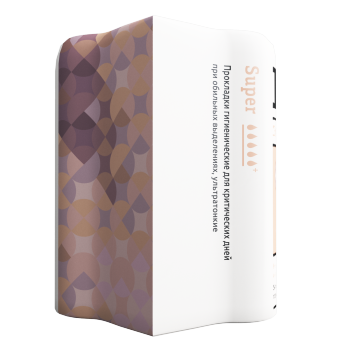 Super
Прокладки гигиенические для критических дней
при обильных выделениях, ультратонкие